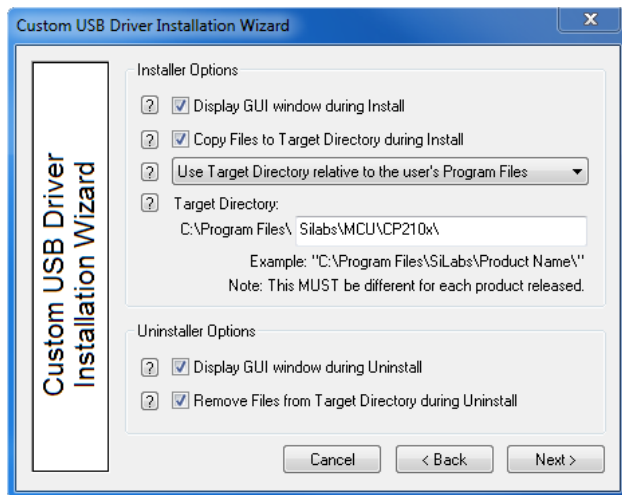 Custom USB Driver Installation Wizard
X
Custom USB Driver
Installation Wizard
Installer Options
? Display GUI window during Install
? Copy Files to Target Directory during Install
? Use Target Directory relative to the user's Program Files
? Target Directory:
C:\Program Files\ Silabs\MCU\CP210x\
Example: "C:\Program Files\SiLabs\Product Name\"
Note: This MUST be different for each product released.
Uninstaller Options
? Display GUI window during Uninstall
? Remove Files from Target Directory during Uninstall
Cancel < Back Next >